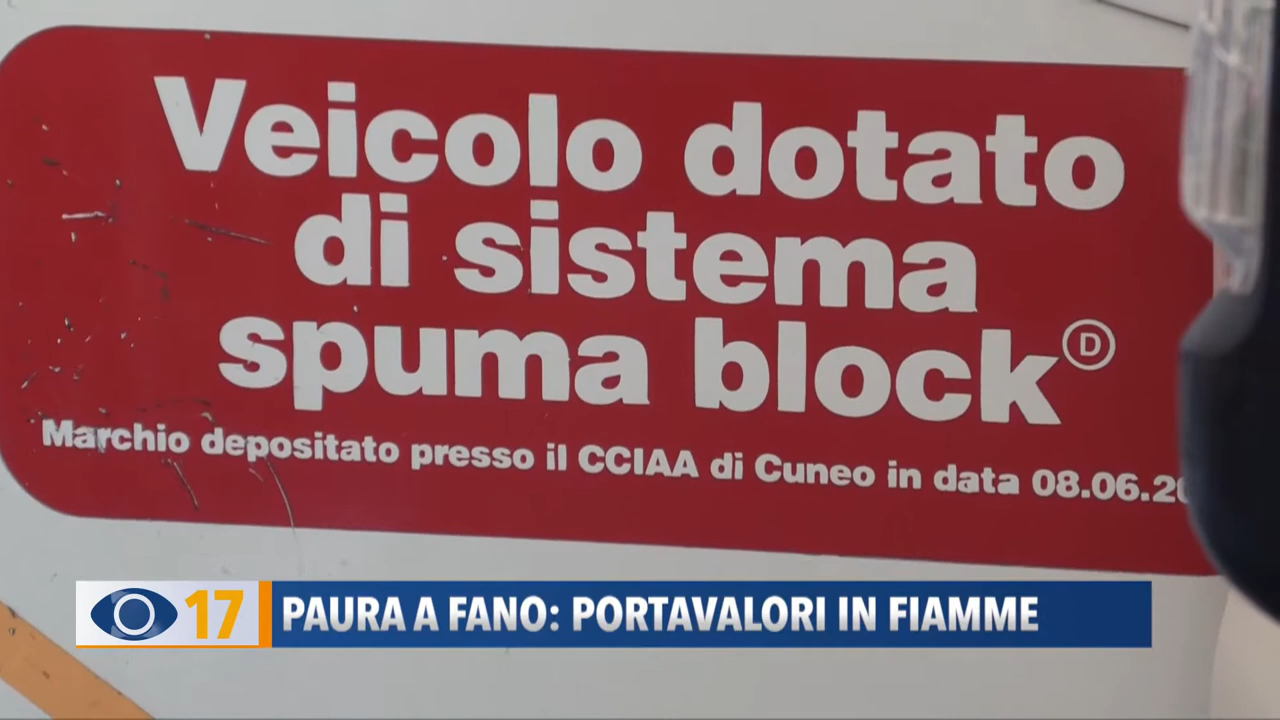 Veicolo dotato
di sistema
spuma block Ⓓ
Marchio depositato presso il CCIAA di Cuneo in data 08.06.20
17 PAURA A FANO: PORTAVALORI IN FIAMME